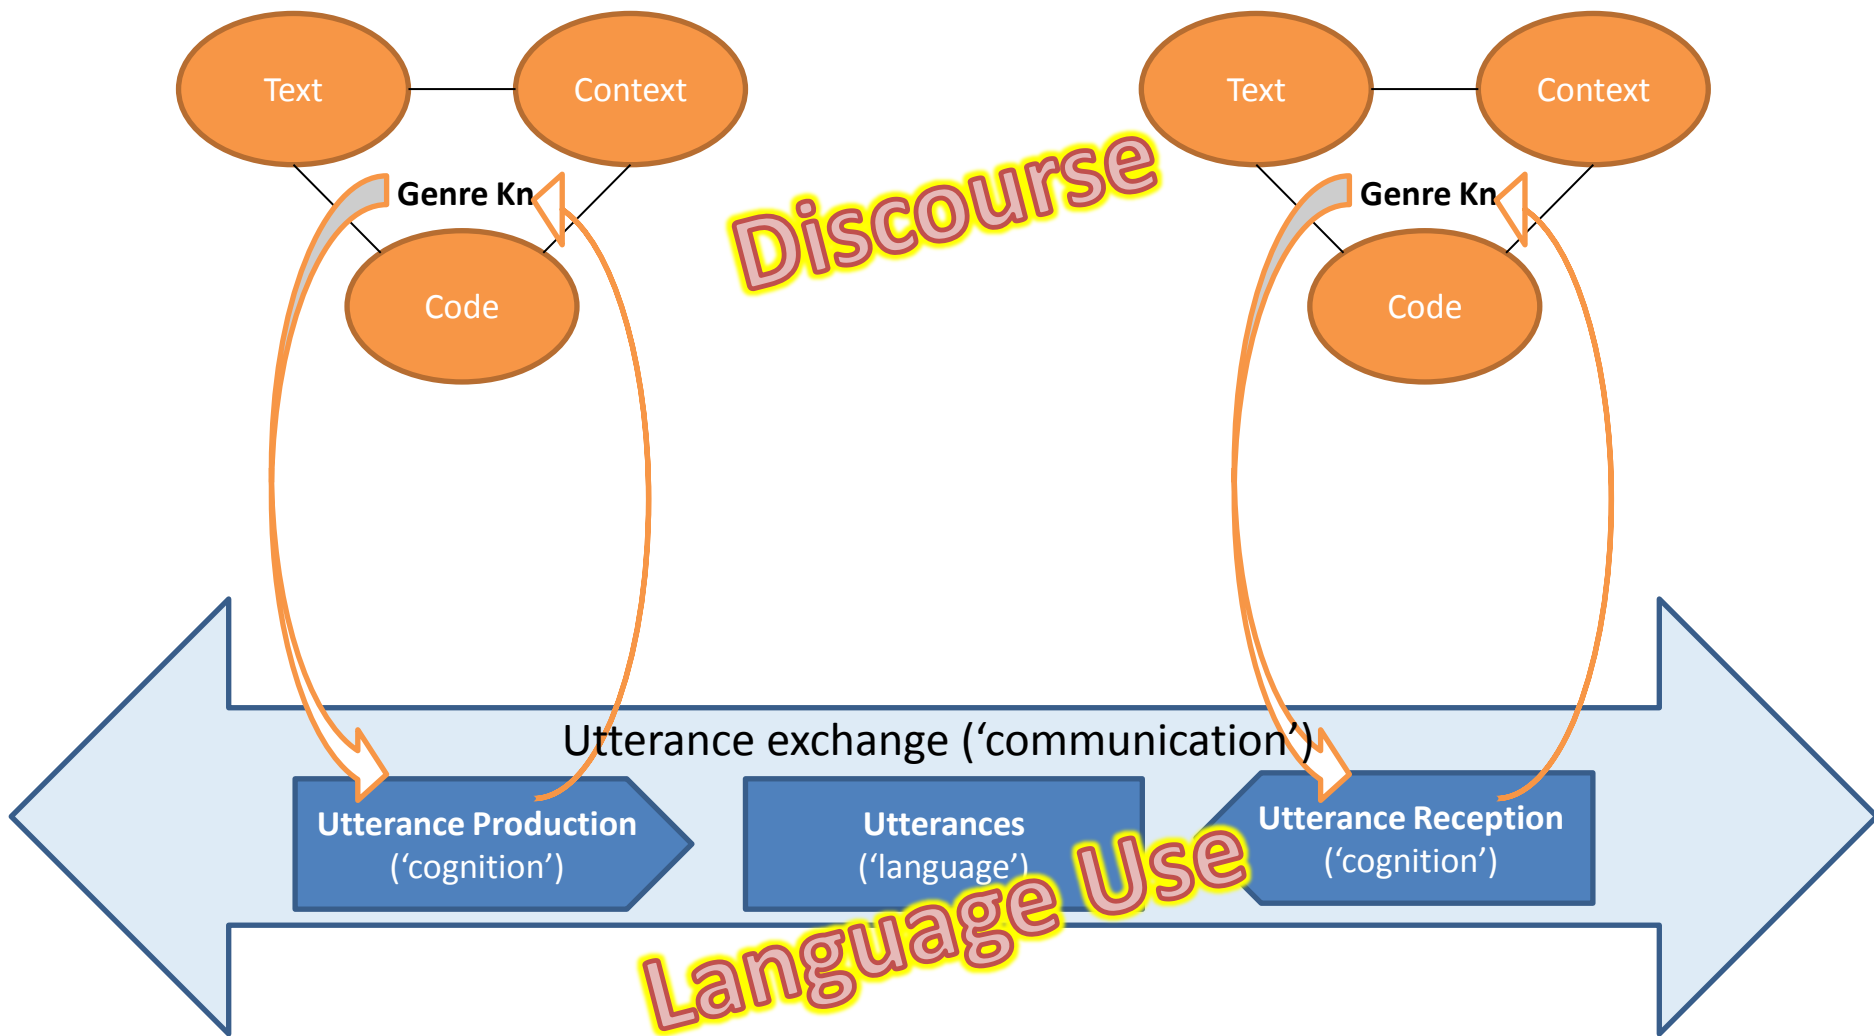 Text
Context
Text
Context
Discourse
Genre Kn
Genre Kn
Code
Code
Utterance exchange (‘communication’)
Utterance Production
(‘cognition’)
Utterances
(‘language’)
Utterance Reception
(‘cognition’)
Language Use